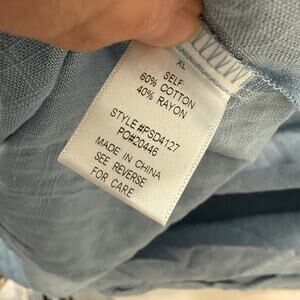 XL
SELF:
60% COTTON
40% RAYON
STYLE #PSD4127
PO#20446
MADE IN CHINA
SEE REVERSE
FOR CARE